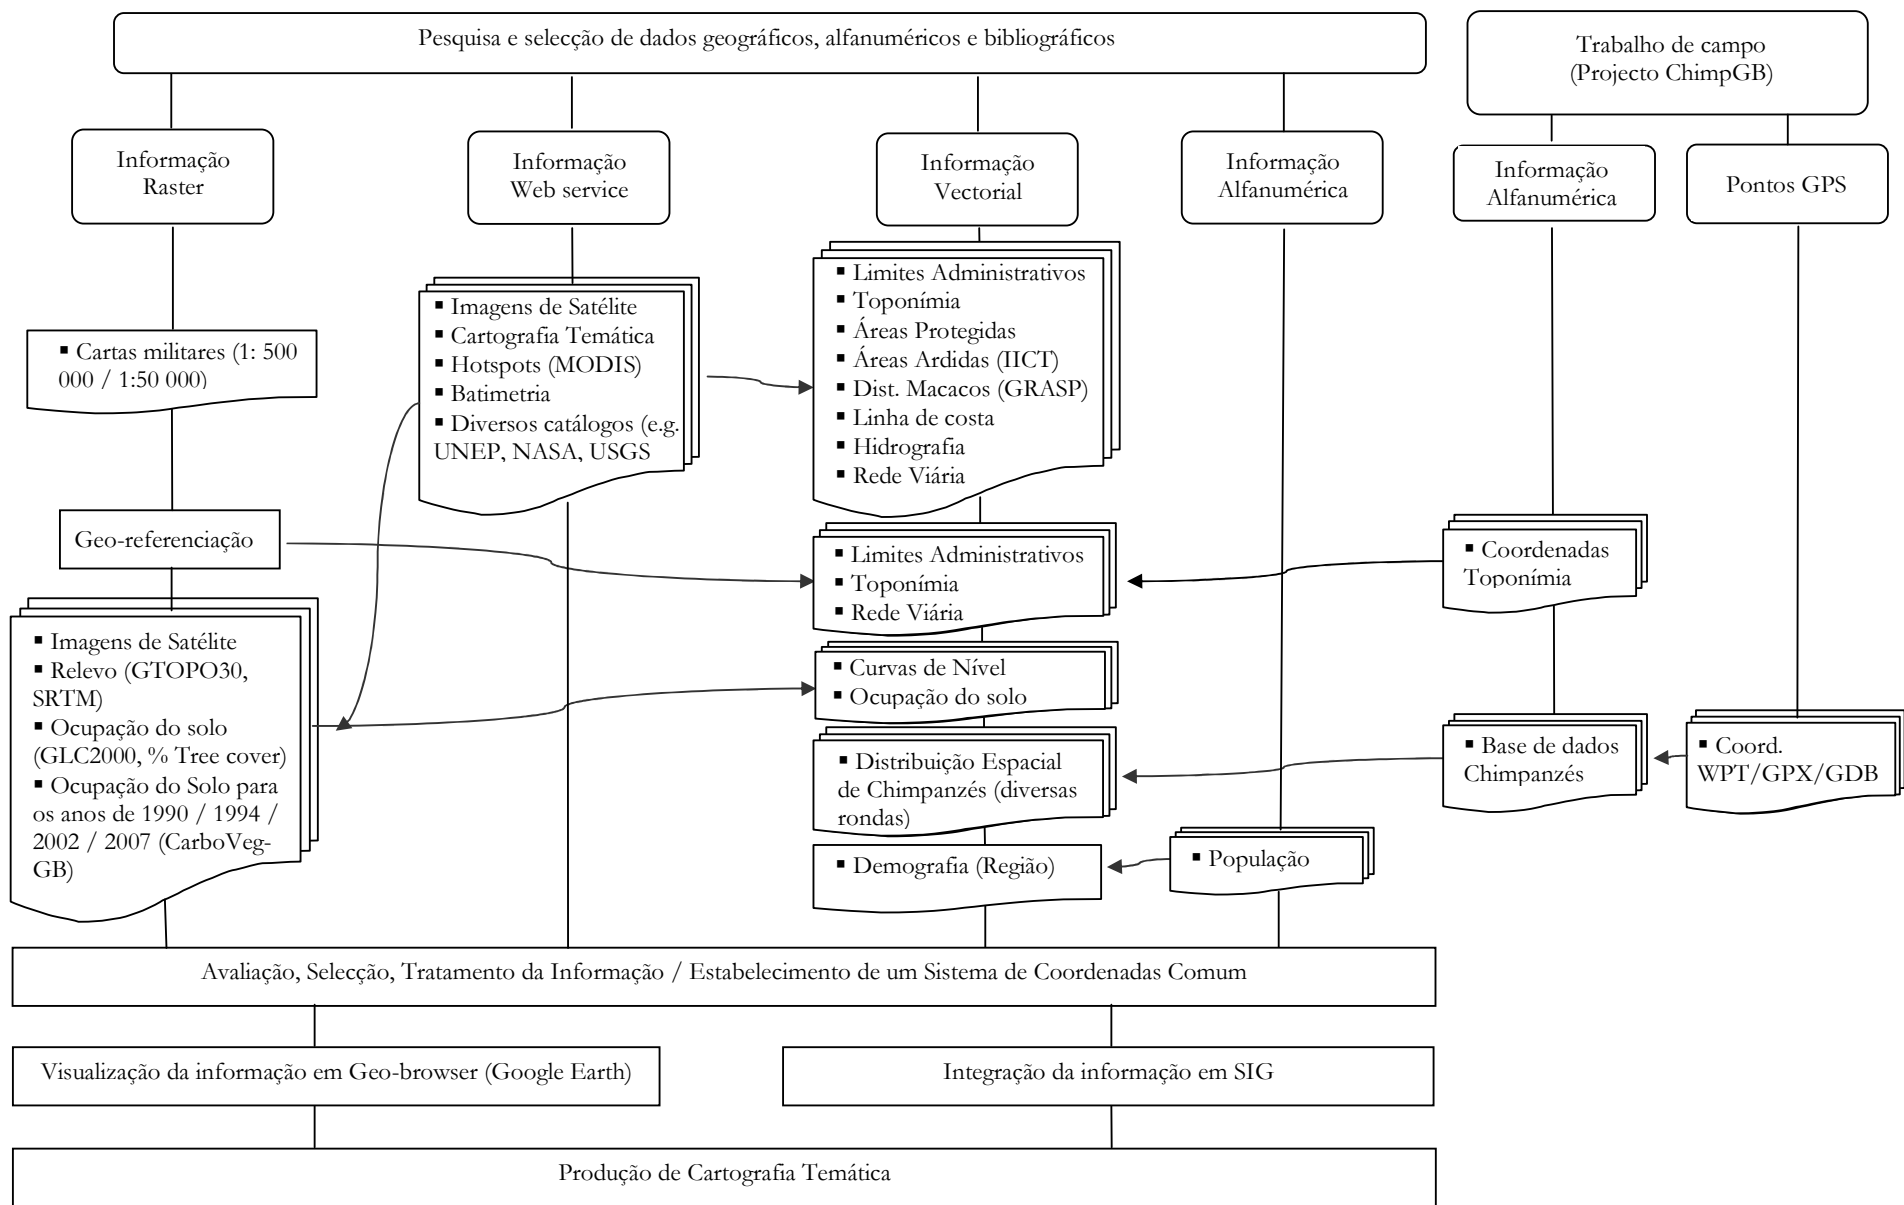 Pesquisa e selecção de dados geográficos, alfanuméricos e bibliográficos
Trabalho de campo
(Projecto ChimpGB)
Informação
Raster
Informação
Web service
Informação
Vectorial
Informação
Alfanumérica
Informação
Alfanumérica
Pontos GPS
▪ Cartas militares (1: 500
000 / 1:50 000)
▪ Imagens de Satélite
▪ Cartografia Temática
▪ Hotspots (MODIS)
▪ Batimetria
▪ Diversos catálogos (e.g.
UNEP, NASA, USGS
▪ Limites Administrativos
▪ Toponímia
▪ Áreas Protegidas
▪ Áreas Ardidas (IICT)
▪ Dist. Macacos (GRASP)
▪ Linha de costa
▪ Hidrografia
▪ Rede Viária
Geo-referenciação
▪ Limites Administrativos
▪ Toponímia
▪ Rede Viária
▪ Coordenadas
Toponímia
▪ Imagens de Satélite
▪ Relevo (GTOPO30,
SRTM)
▪ Ocupação do solo
(GLC2000, % Tree cover)
▪ Ocupação do Solo para
os anos de 1990 / 1994 /
2002 / 2007 (CarboVeg-
GB)
▪ Curvas de Nível
▪ Ocupação do solo
▪ Distribuição Espacial
de Chimpanzés (diversas
rondas)
▪ Base de dados
Chimpanzés
▪ Coord.
WPT/GPX/GDB
▪ Demografia (Região)
▪ População
Avaliação, Selecção, Tratamento da Informação / Estabelecimento de um Sistema de Coordenadas Comum
Visualização da informação em Geo-browser (Google Earth)
Integração da informação em SIG
Produção de Cartografia Temática